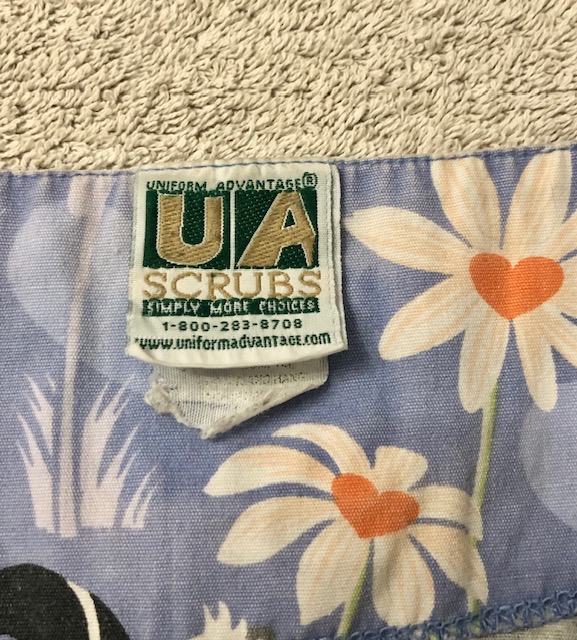 UNIFORM ADVANTAGE®
UA
SCRUBS
SIMPLY MORE CHOICES
1-800-283-8708
www.uniformadvantage.com